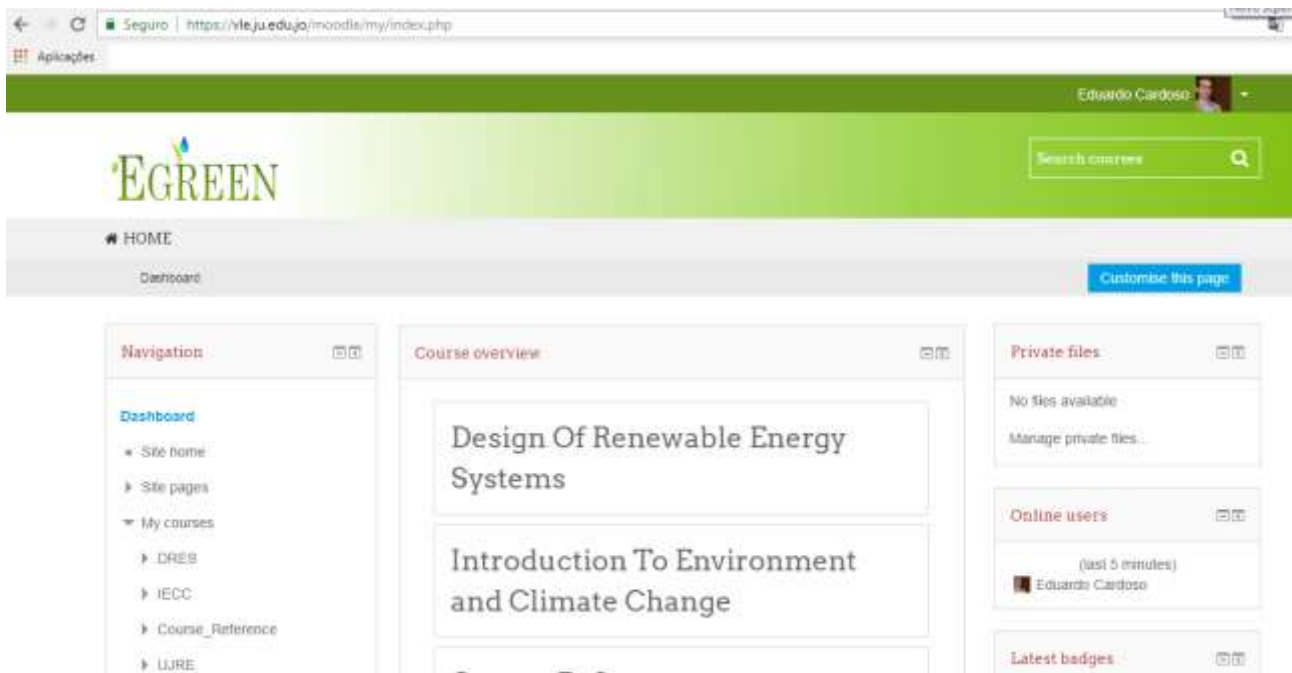 Seguro | https://vle.ju.edu.jo/moodle/my/index.php
Aplicações
Eduardo Cardoso
EGREEN
Search courses
HOME
Dashboard
Customise this page
Navigation
Dashboard
Site home
Site pages
My courses
DRES
IECC
Course_Reference
UJRE
Course overview
Design Of Renewable Energy
Systems
Introduction To Environment
and Climate Change
Private files
No files available
Manage private files...
Online users
(last 5 minutes)
Eduardo Cardoso
Latest badges